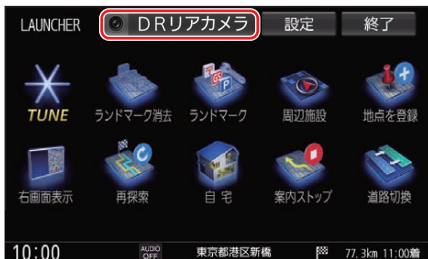 LAUNCHER DRリアカメラ 設定 終了
TUNE ランドマーク消去 ランドマーク 周辺施設 地点を登録
右画面表示 再探索 自宅 案内ストップ 道路切換
10:00 AUDIO OFF 東京都港区新橋 77.3km 11:00着